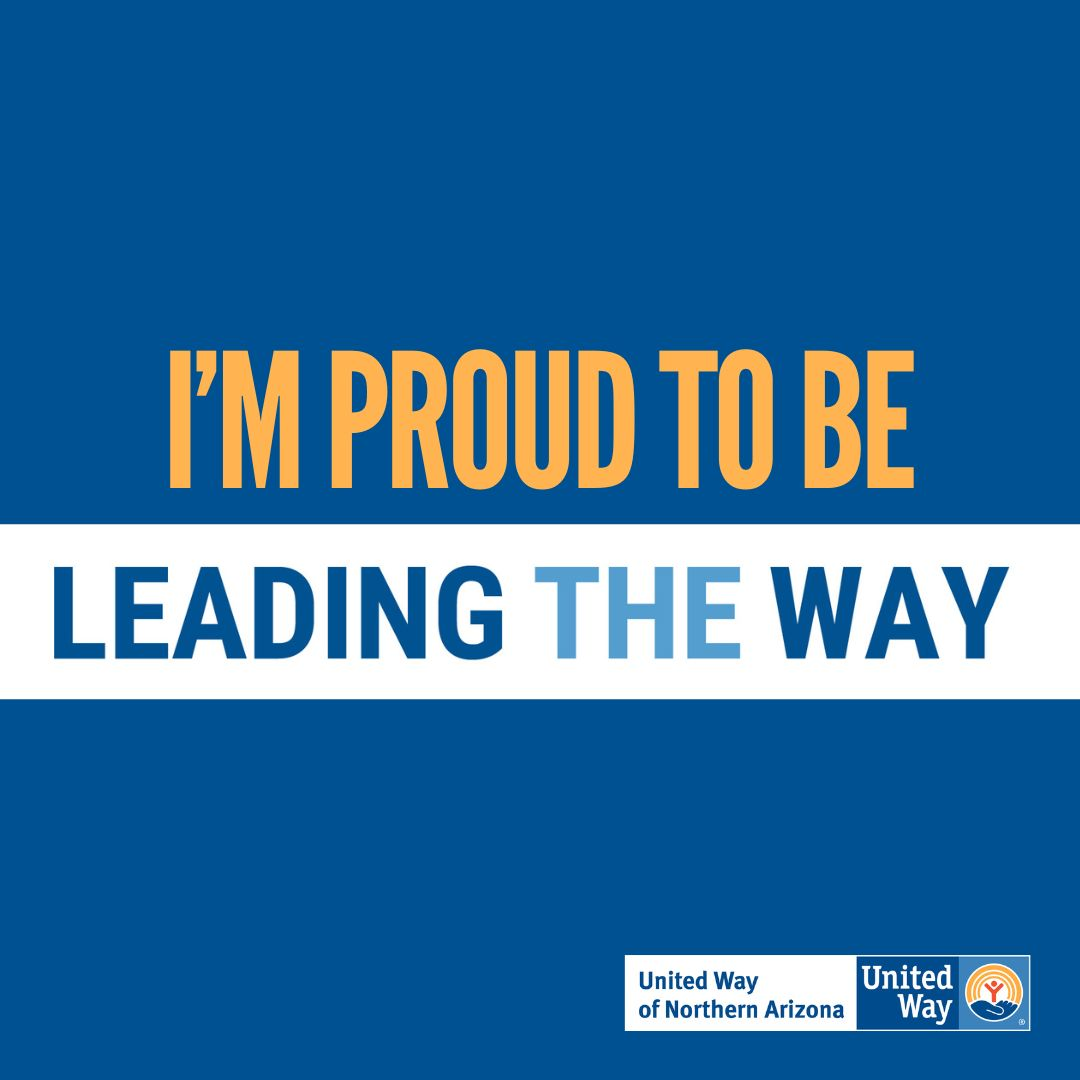 I'M PROUD TO BE
LEADING THE WAY
United Way
of Northern Arizona
United
Way
®